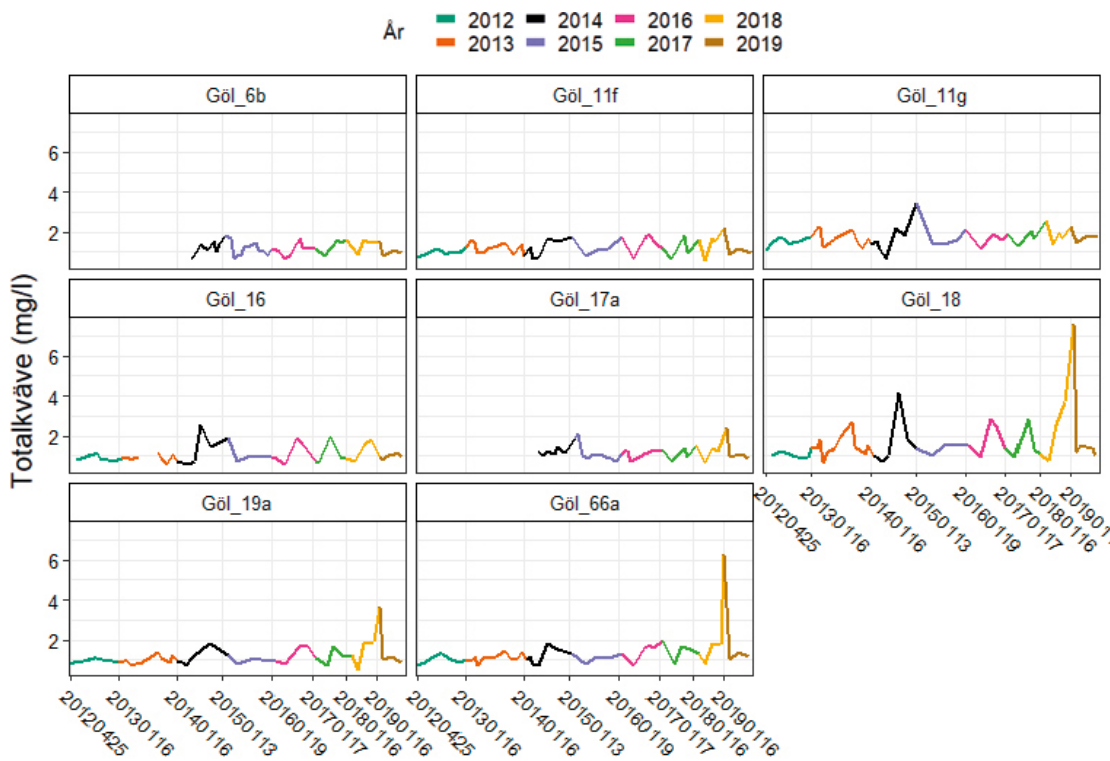 År 2012 2014 2016 2018
2013 2015 2017 2019
Göl_6b Göl_11f Göl_11g
6
4
2
Göl_16 Göl_17a Göl_18
6
4
2
Totalkväve (mg/l)
Göl_19a Göl_66a
6
4
2
20120425 20130116 20140116 20150113 20160119 20170117 20180116 2019011
20120425 20130116 20140116 20150113 20160119 20170117 20180116 20190116
20120425 20130116 20140116 20150113 20160119 20170117 20180116 20190116